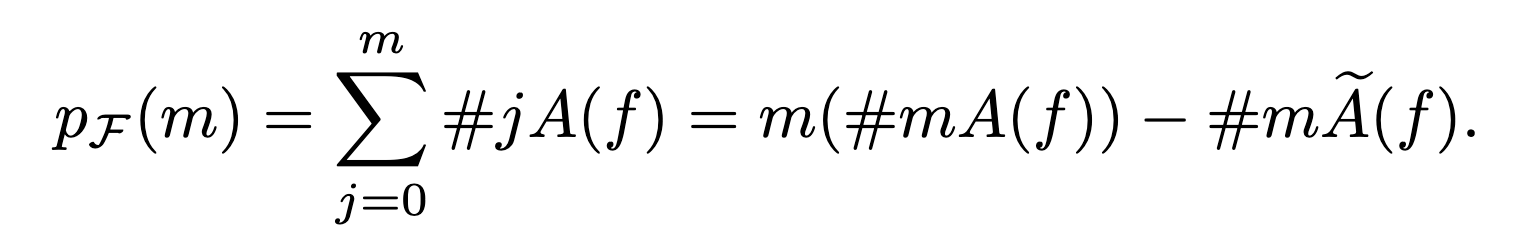 $p_{\mathcal{F}}(m) = \sum_{j=0}^{m} \#jA(f) = m(\#mA(f)) - \#m\widetilde{A}(f).$